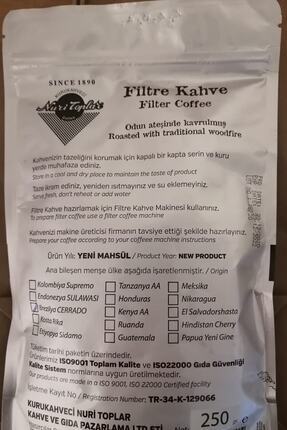 SINCE 1890
KURUKAHVECİ
Nuri Toplar
Filtre Kahve
Filter Coffee
Odun ateşinde kavrulmuş
Roasted with traditional woodfire
Kahvenizin tazeliğini korumak için kapalı bir kapta serin ve kuru
yerde muhafaza ediniz.
Store in a cool and dry place to maintain the taste of product
Taze ikram ediniz, yeniden ısıtmayınız ve su eklemeyiniz.
Serve fresh, don't reheat or add water
Filtre Kahve hazırlamak için Filtre Kahve Makinesi kullanınız.
To prepare filter coffee use a filter coffee machine
Kahvenizi makine üreticisi firmanın tavsiye ettiği şekilde hazırlayınız.
Prepare your coffee according to your coffee machine instructions
Ürün Yılı: YENİ MAHSÜL / Product Year: NEW PRODUCT
Ana bileşen menşe ülke aşağıda işaretlenmiştir. / Origin
Kolombiya Supremo
Tanzanya AA
Meksika
Endonezya SULAWASI
Honduras
Nikaragua
Brezilya CERRADO
Kenya AA
El Salvadorshasta
Kosta Rika
Ruanda
Hindistan Cherry
Etiyopya Sidamo
Guatemala
Papua Yeni Gine
Tüketim tarihi paketin üzerindedir.
Ürünlerimiz ISO9001 Toplam Kalite ve ISO22000 Gıda Güvenliği
Kalite Sistem normlarına uygun üretilmektedir.
Our products are made in a ISO 9001, ISO 22000 Certified facility
İşletme Kayıt No / Registration Number: TR-34-K-129066
KURUKAHVECİ NURİ TOPLAR
KAHVE VE GIDA PAZARLAMA LTD ŞTİ
250